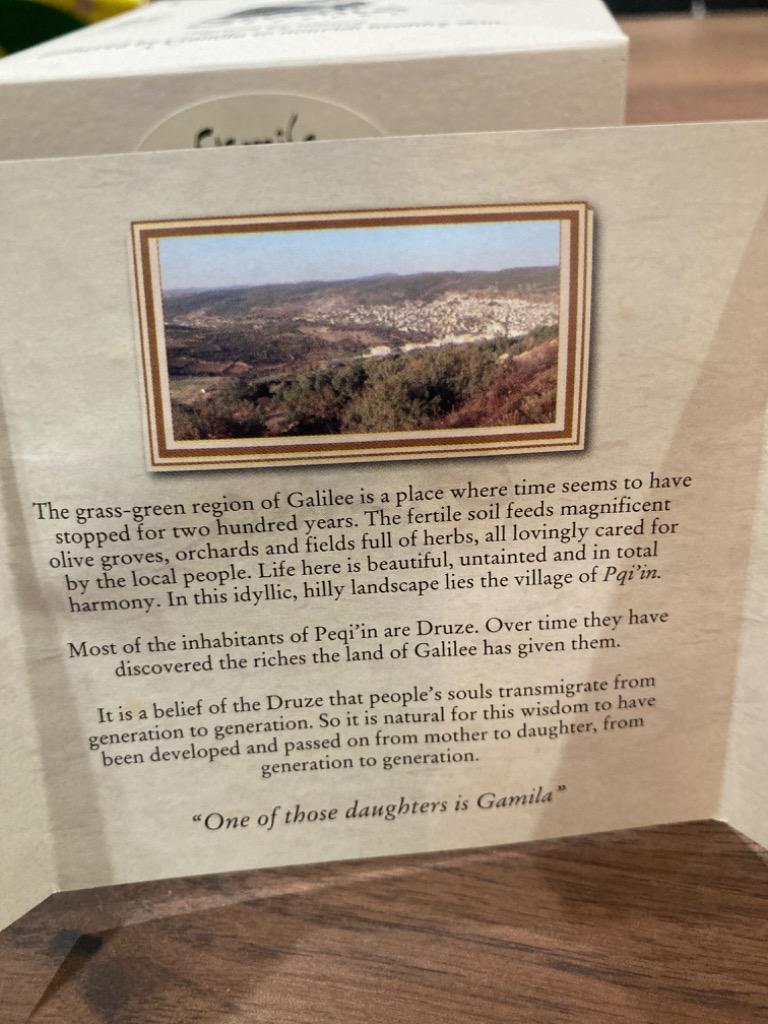 The grass-green region of Galilee is a place where time seems to have
stopped for two hundred years. The fertile soil feeds magnificent
olive groves, orchards and fields full of herbs, all lovingly cared for
by the local people. Life here is beautiful, untainted and in total
harmony. In this idyllic, hilly landscape lies the village of Pqi'in.
Most of the inhabitants of Peqi'in are Druze. Over time they have
discovered the riches the land of Galilee has given them.
It is a belief of the Druze that people's souls transmigrate from
generation to generation. So it is natural for this wisdom to have
been developed and passed on from mother to daughter, from
generation to generation.
“One of those daughters is Gamila”